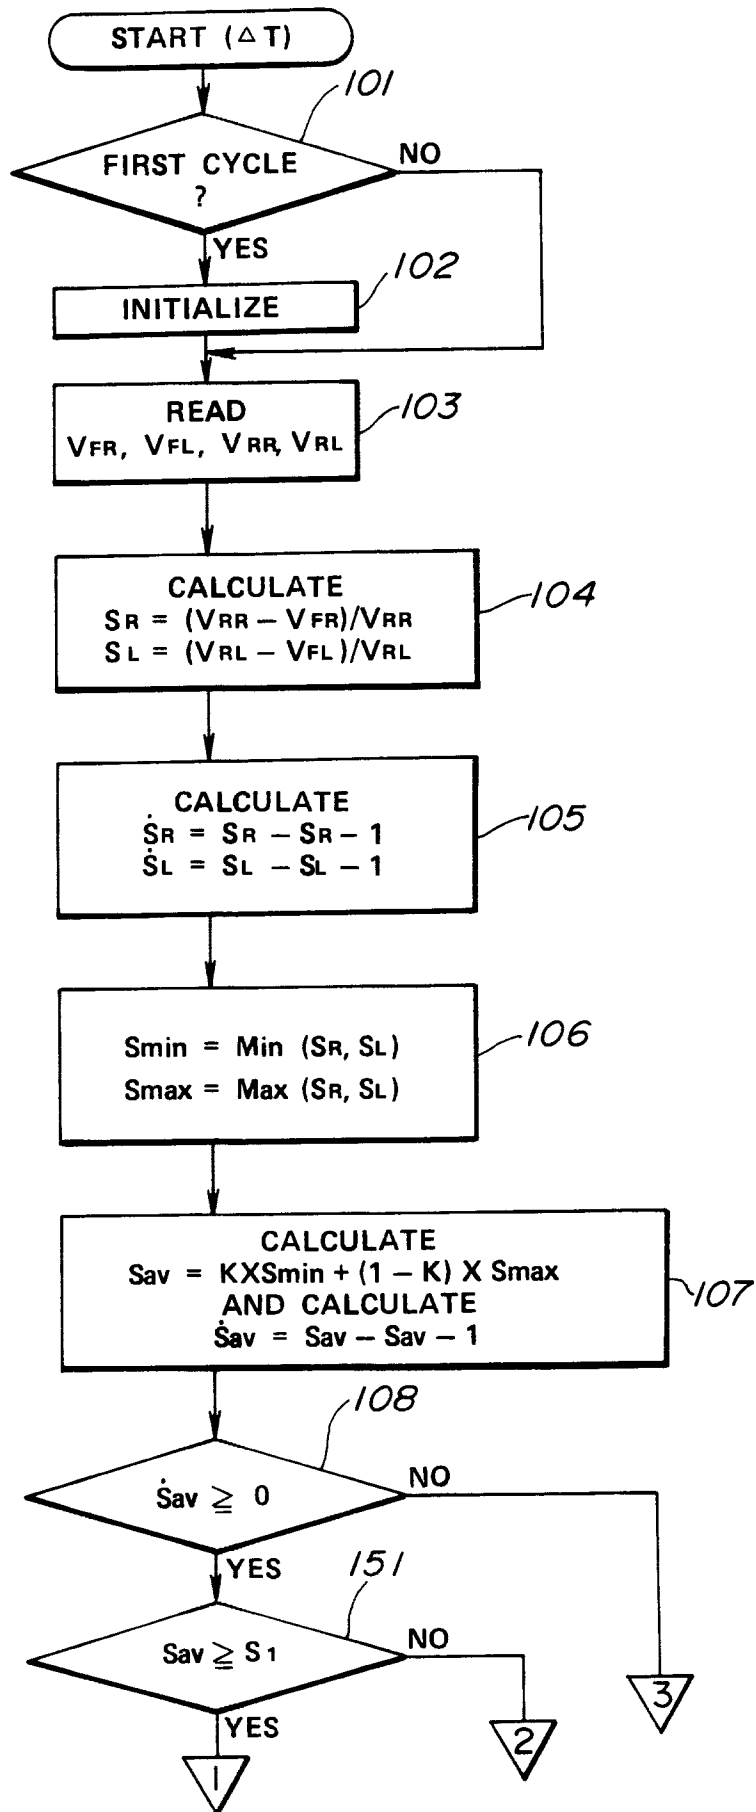 START (△T)
101
FIRST CYCLE
?
NO
YES
102
INITIALIZE
READ
103
VFR, VFL, VRR, VRL
CALCULATE
104
SR = (VRR − VFR)/VRR
SL = (VRL − VFL)/VRL
CALCULATE
105
ṠR = SR − SR − 1
ṠL = SL − SL − 1
106
Smin = Min (SR, SL)
Smax = Max (SR, SL)
CALCULATE
Sav = KXSmin + (1 − K) X Smax
107
AND CALCULATE
Ṡav = Sav − Sav − 1
108
Ṡav ≧ 0
NO
YES
151
Sav ≧ S1
NO
YES
3
2
1